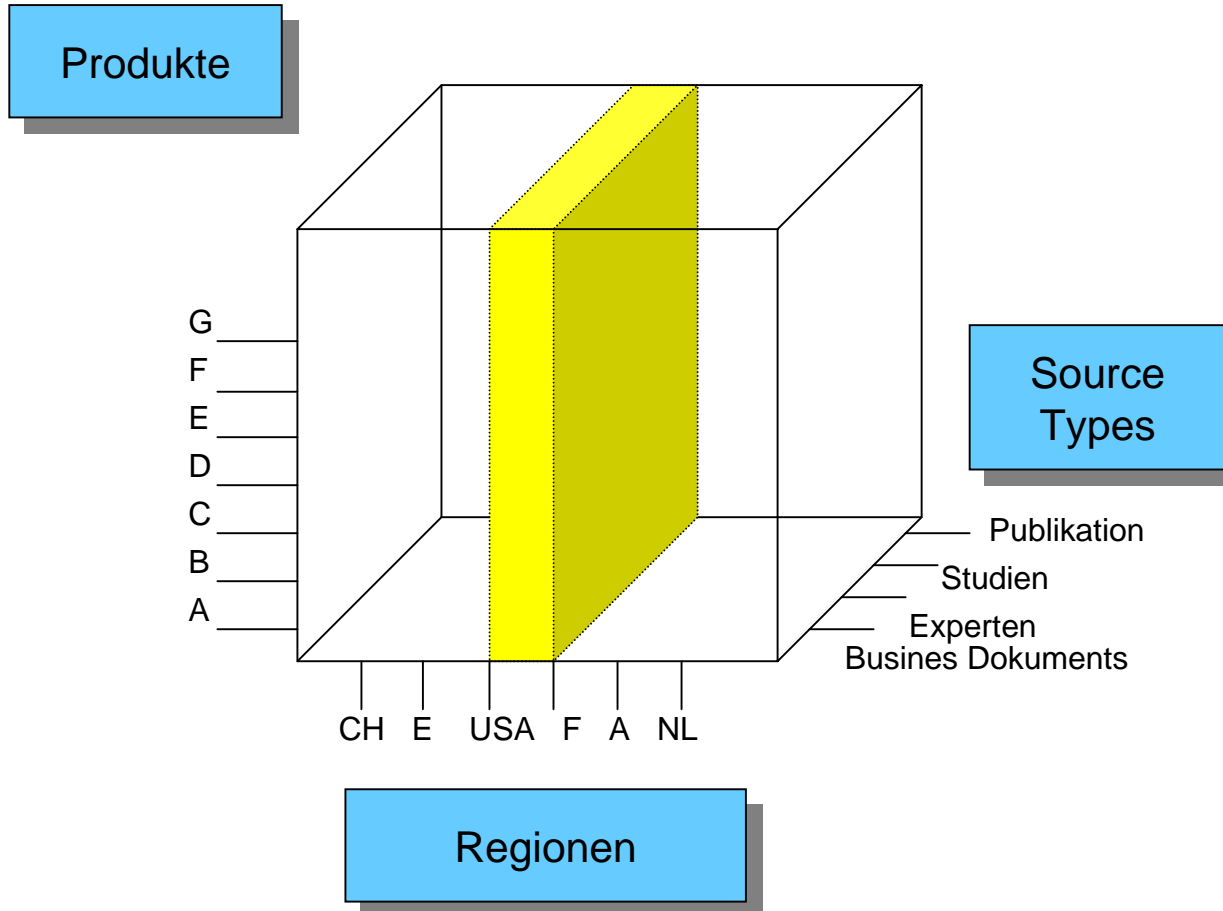 Produkte
G
F
E
D
C
B
A
Source
Types
Publikation
Studien
Experten
Busines Dokuments
CH E USA F A NL
Regionen